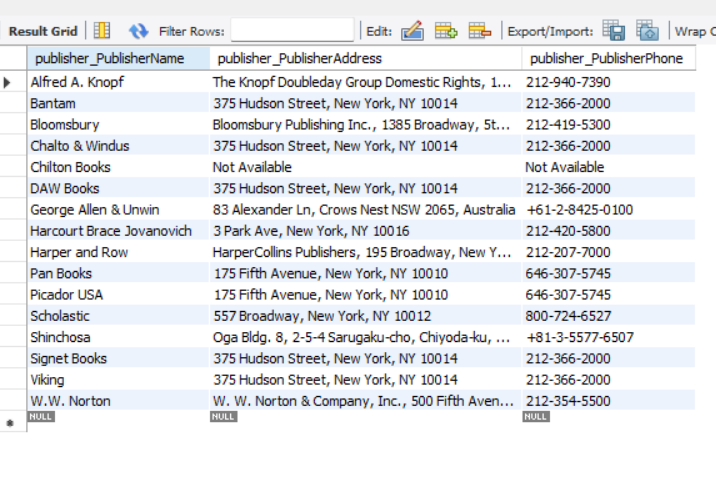 Result Grid Filter Rows: Edit: Export/Import: Wrap C
publisher_PublisherName publisher_PublisherAddress publisher_PublisherPhone
Alfred A. Knopf The Knopf Doubleday Group Domestic Rights, 1... 212-940-7390
Bantam 375 Hudson Street, New York, NY 10014 212-366-2000
Bloomsbury Bloomsbury Publishing Inc., 1385 Broadway, 5t... 212-419-5300
Chalto & Windus 375 Hudson Street, New York, NY 10014 212-366-2000
Chilton Books Not Available Not Available
DAW Books 375 Hudson Street, New York, NY 10014 212-366-2000
George Allen & Unwin 83 Alexander Ln, Crows Nest NSW 2065, Australia +61-2-8425-0100
Harcourt Brace Jovanovich 3 Park Ave, New York, NY 10016 212-420-5800
Harper and Row HarperCollins Publishers, 195 Broadway, New Y... 212-207-7000
Pan Books 175 Fifth Avenue, New York, NY 10010 646-307-5745
Picador USA 175 Fifth Avenue, New York, NY 10010 646-307-5745
Scholastic 557 Broadway, New York, NY 10012 800-724-6527
Shinchosa Oga Bldg. 8, 2-5-4 Sarugaku-cho, Chiyoda-ku, ... +81-3-5577-6507
Signet Books 375 Hudson Street, New York, NY 10014 212-366-2000
Viking 375 Hudson Street, New York, NY 10014 212-366-2000
W.W. Norton W. W. Norton & Company, Inc., 500 Fifth Aven... 212-354-5500
NULL NULL NULL